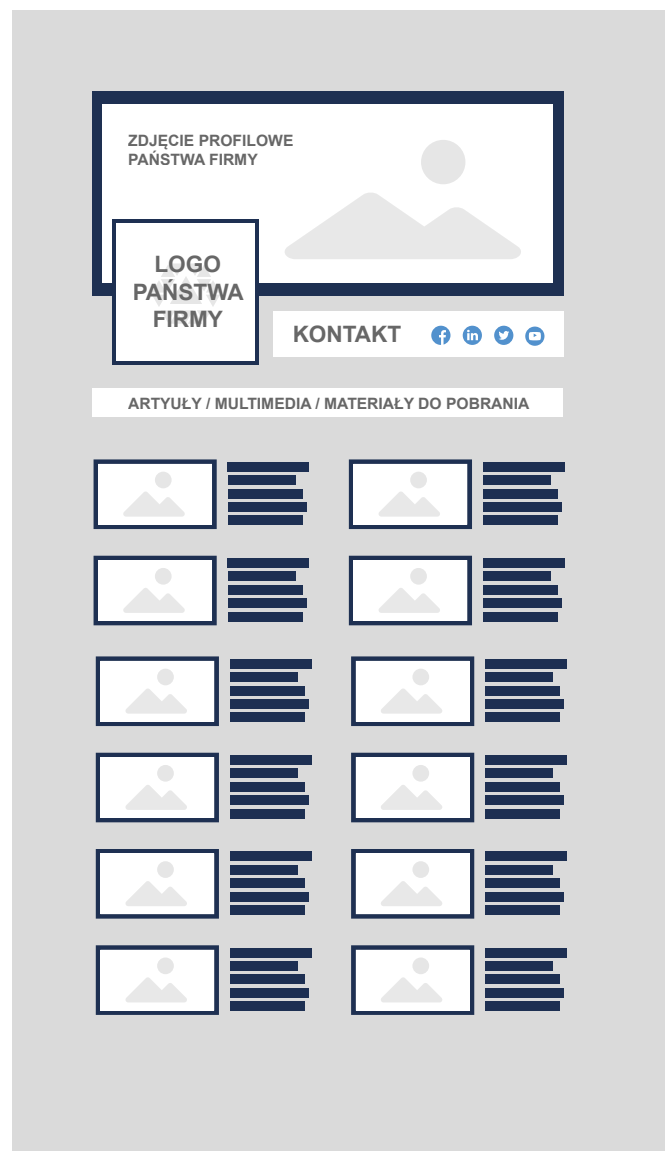 ZDJĘCIE PROFILOWE
PAŃSTWA FIRMY
LOGO
PAŃSTWA
FIRMY
KONTAKT
ARTYUŁY / MULTIMEDIA / MATERIAŁY DO POBRANIA